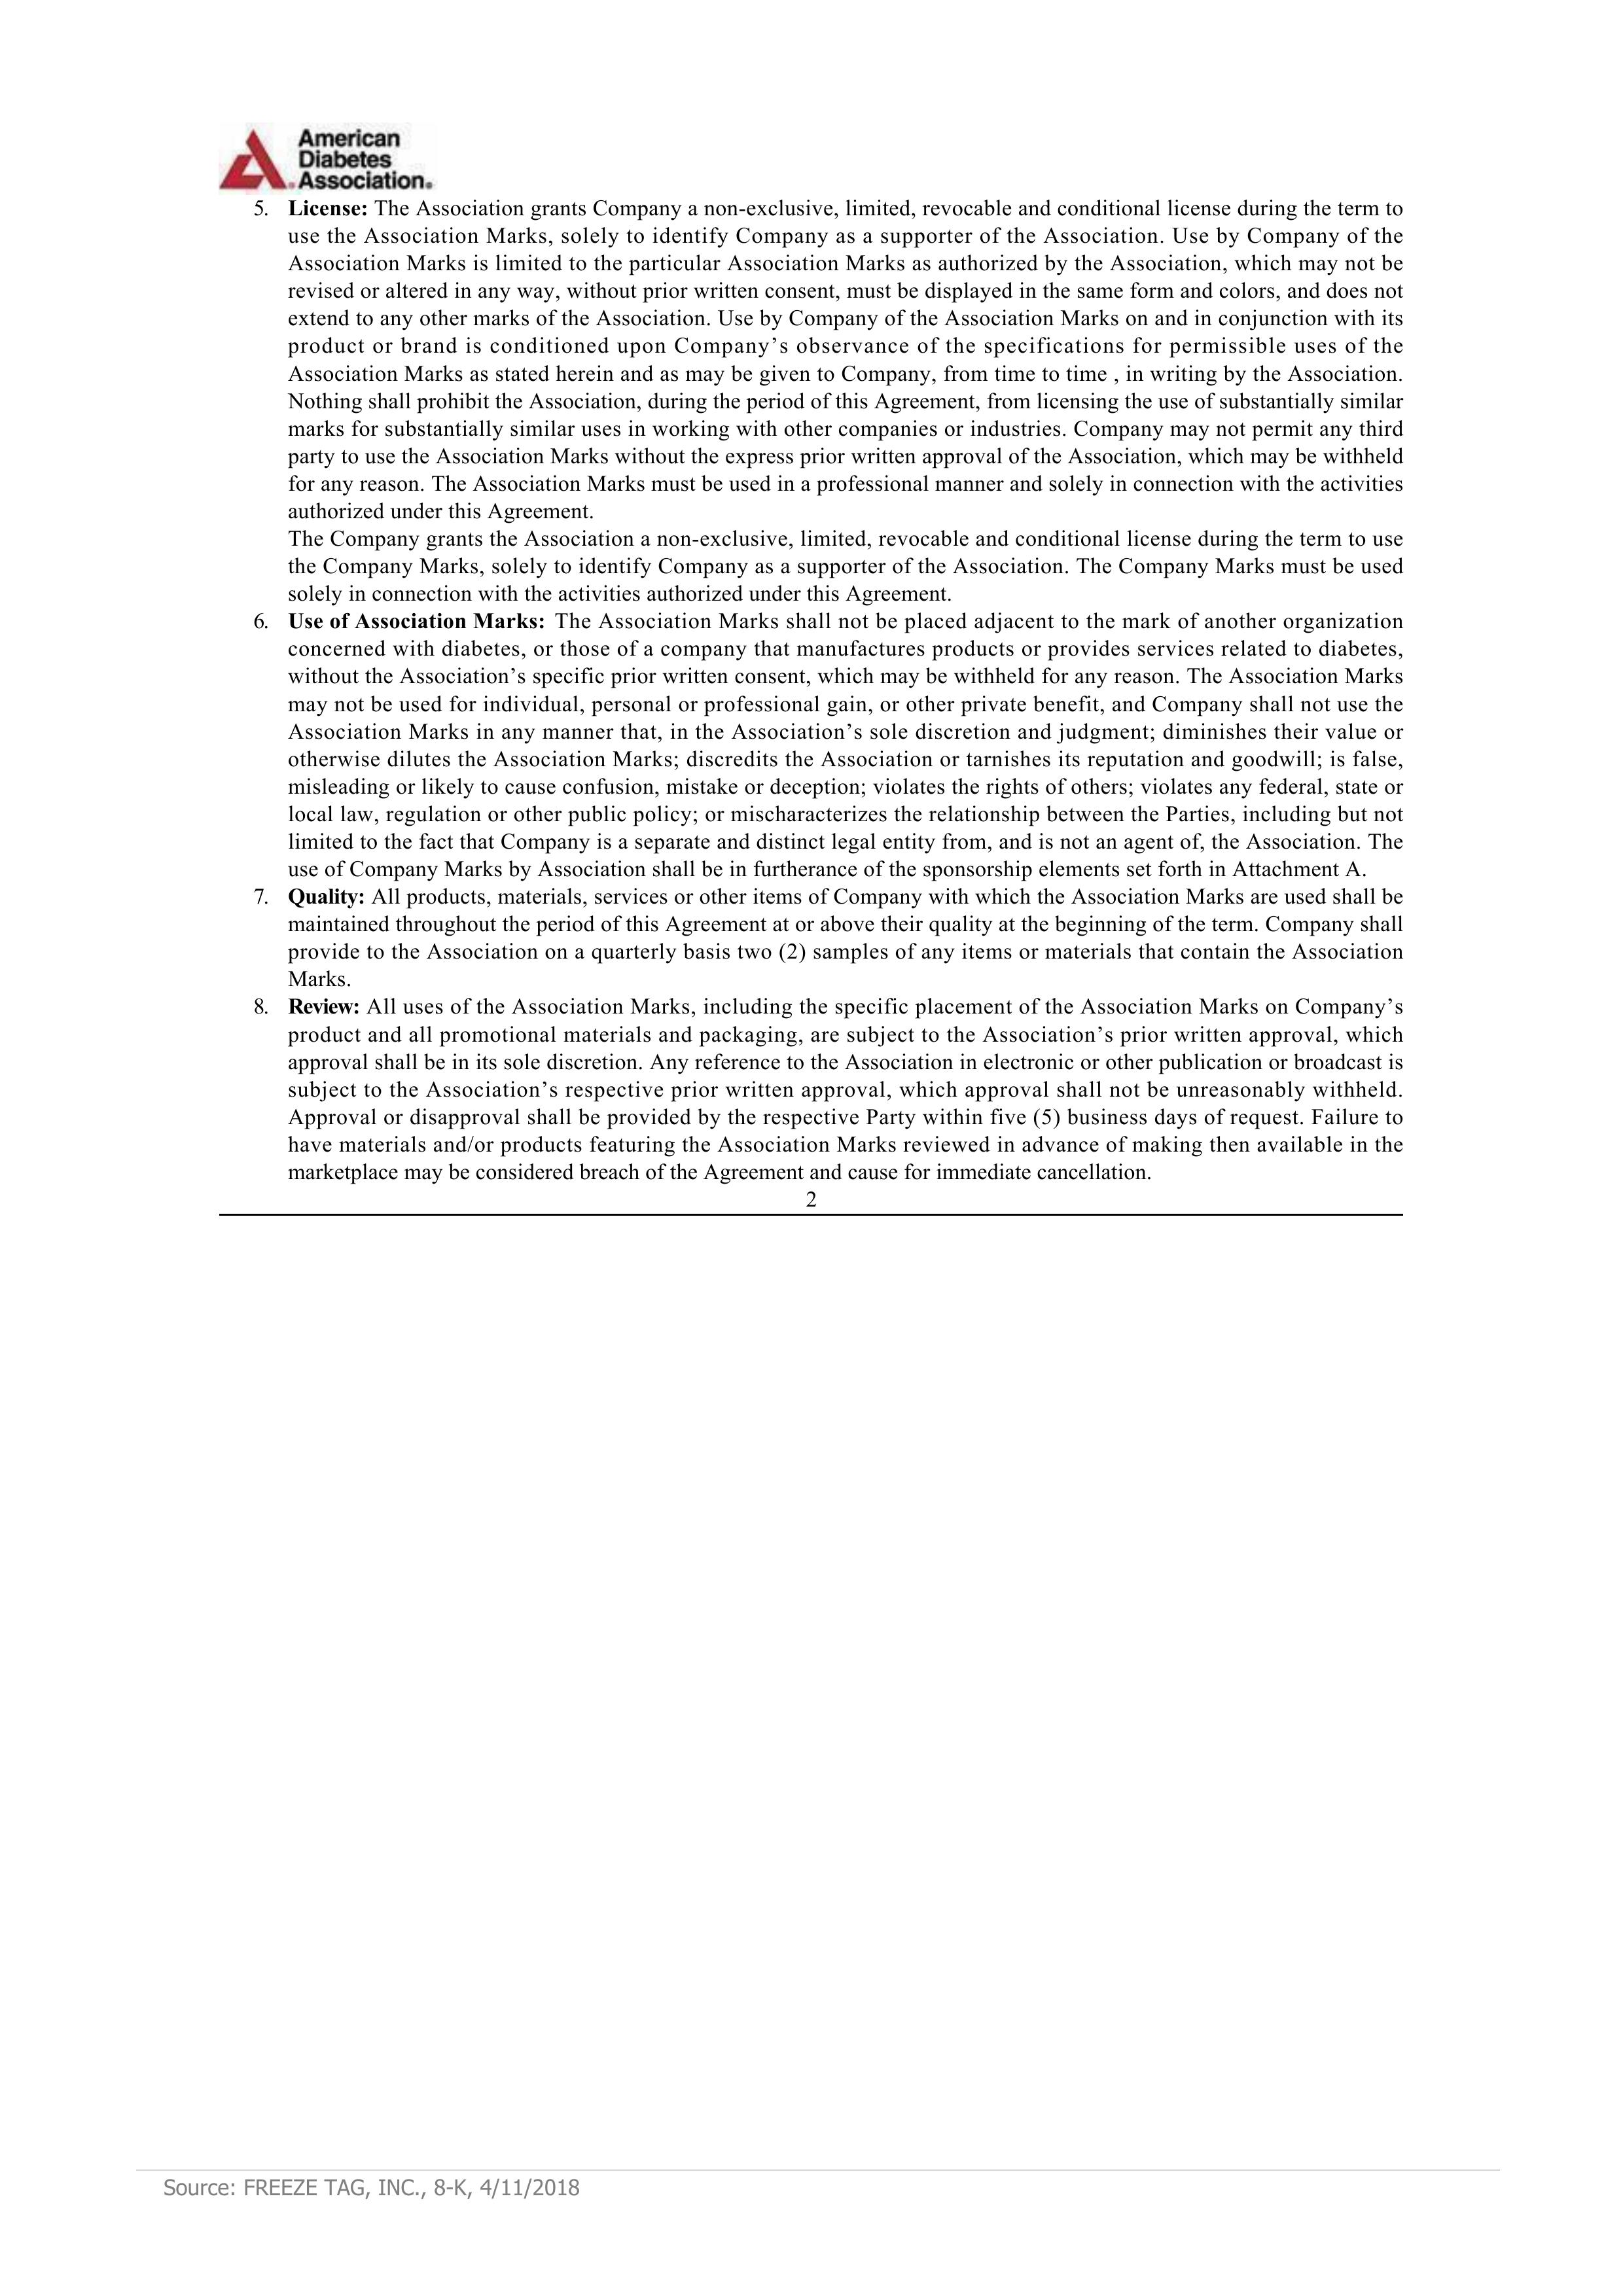 American
Diabetes
Association®
5. License: The Association grants Company a non-exclusive, limited, revocable and conditional license during the term to
use the Association Marks, solely to identify Company as a supporter of the Association. Use by Company of the
Association Marks is limited to the particular Association Marks as authorized by the Association, which may not be
revised or altered in any way, without prior written consent, must be displayed in the same form and colors, and does not
extend to any other marks of the Association. Use by Company of the Association Marks on and in conjunction with its
product or brand is conditioned upon Company’s observance of the specifications for permissible uses of the
Association Marks as stated herein and as may be given to Company, from time to time , in writing by the Association.
Nothing shall prohibit the Association, during the period of this Agreement, from licensing the use of substantially similar
marks for substantially similar uses in working with other companies or industries. Company may not permit any third
party to use the Association Marks without the express prior written approval of the Association, which may be withheld
for any reason. The Association Marks must be used in a professional manner and solely in connection with the activities
authorized under this Agreement.
The Company grants the Association a non-exclusive, limited, revocable and conditional license during the term to use
the Company Marks, solely to identify Company as a supporter of the Association. The Company Marks must be used
solely in connection with the activities authorized under this Agreement.
6. Use of Association Marks: The Association Marks shall not be placed adjacent to the mark of another organization
concerned with diabetes, or those of a company that manufactures products or provides services related to diabetes,
without the Association’s specific prior written consent, which may be withheld for any reason. The Association Marks
may not be used for individual, personal or professional gain, or other private benefit, and Company shall not use the
Association Marks in any manner that, in the Association’s sole discretion and judgment; diminishes their value or
otherwise dilutes the Association Marks; discredits the Association or tarnishes its reputation and goodwill; is false,
misleading or likely to cause confusion, mistake or deception; violates the rights of others; violates any federal, state or
local law, regulation or other public policy; or mischaracterizes the relationship between the Parties, including but not
limited to the fact that Company is a separate and distinct legal entity from, and is not an agent of, the Association. The
use of Company Marks by Association shall be in furtherance of the sponsorship elements set forth in Attachment A.
7. Quality: All products, materials, services or other items of Company with which the Association Marks are used shall be
maintained throughout the period of this Agreement at or above their quality at the beginning of the term. Company shall
provide to the Association on a quarterly basis two (2) samples of any items or materials that contain the Association
Marks.
8. Review: All uses of the Association Marks, including the specific placement of the Association Marks on Company’s
product and all promotional materials and packaging, are subject to the Association’s prior written approval, which
approval shall be in its sole discretion. Any reference to the Association in electronic or other publication or broadcast is
subject to the Association’s respective prior written approval, which approval shall not be unreasonably withheld.
Approval or disapproval shall be provided by the respective Party within five (5) business days of request. Failure to
have materials and/or products featuring the Association Marks reviewed in advance of making then available in the
marketplace may be considered breach of the Agreement and cause for immediate cancellation.
2
Source: FREEZE TAG, INC., 8-K, 4/11/2018